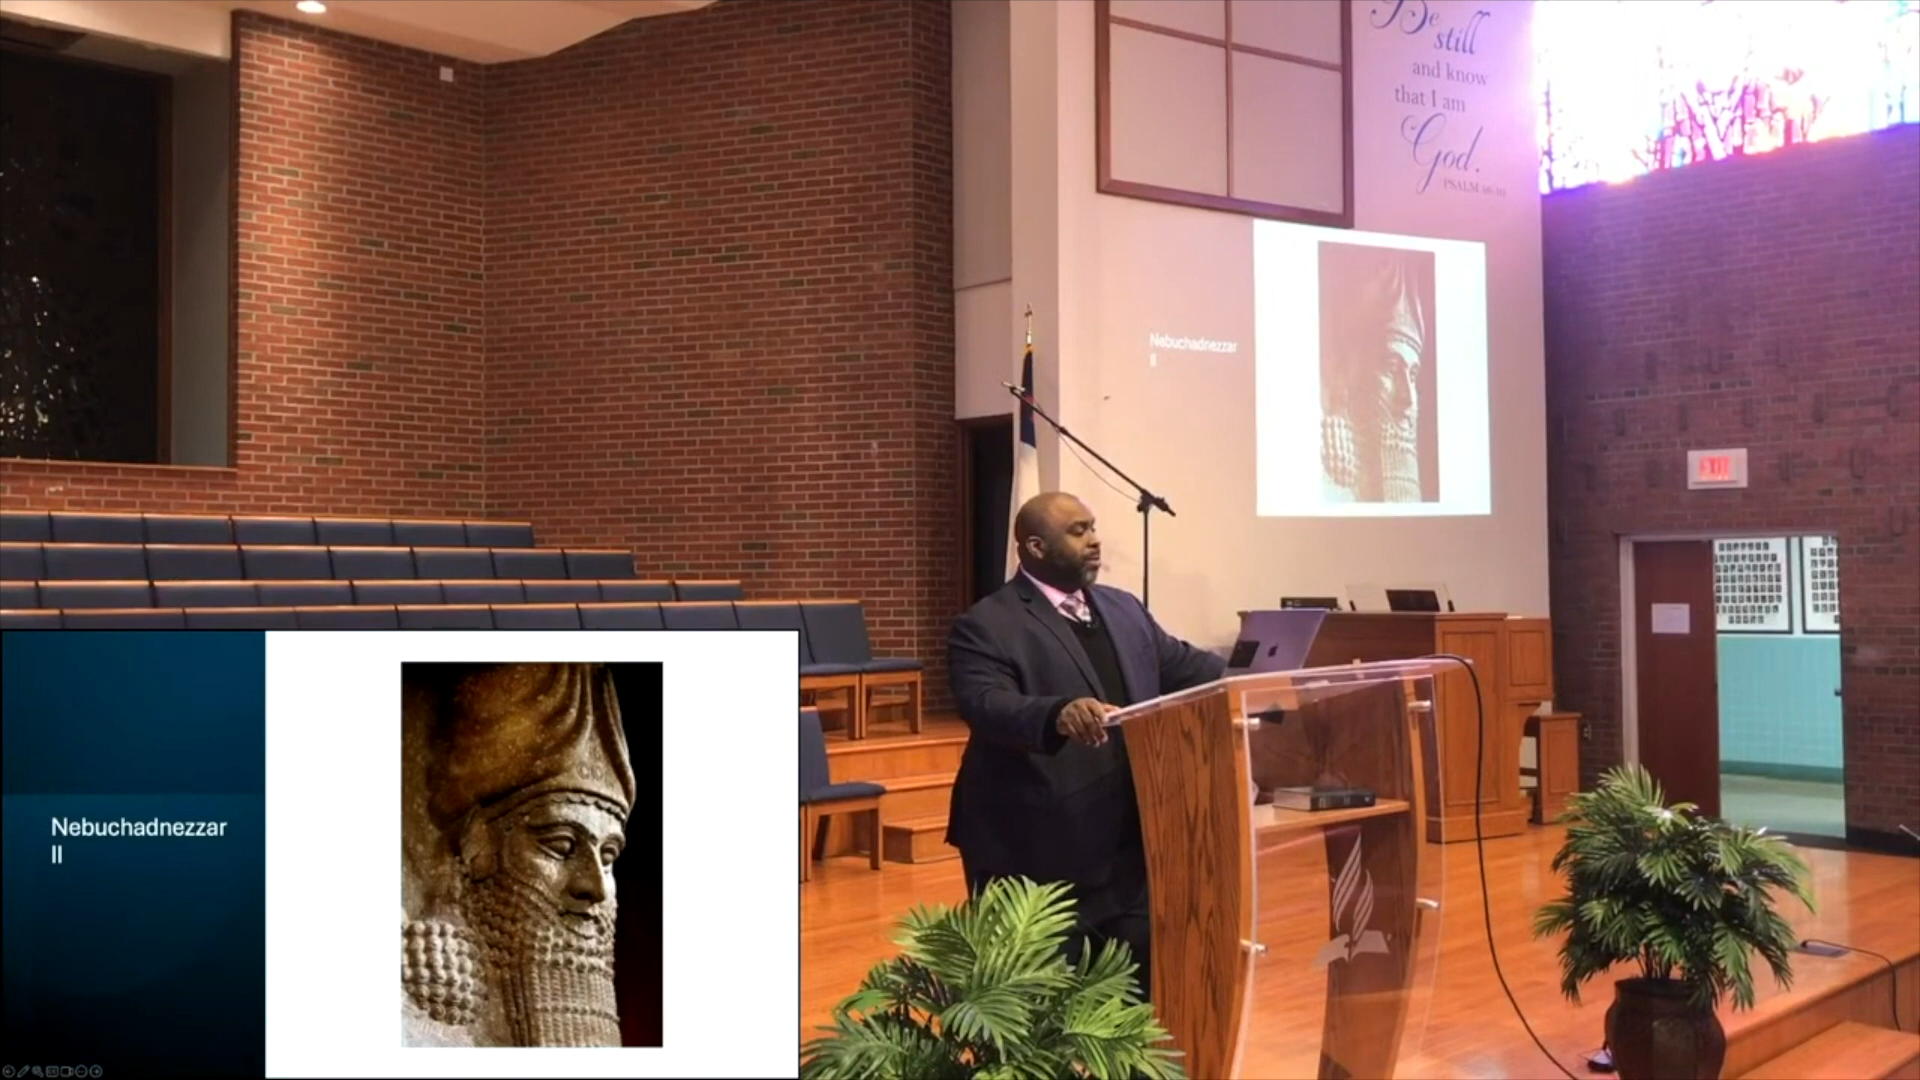 Be
still
and know
that I am
God.
PSALM 46:10
Nebuchadnezzar
II
EXIT
Nebuchadnezzar
II